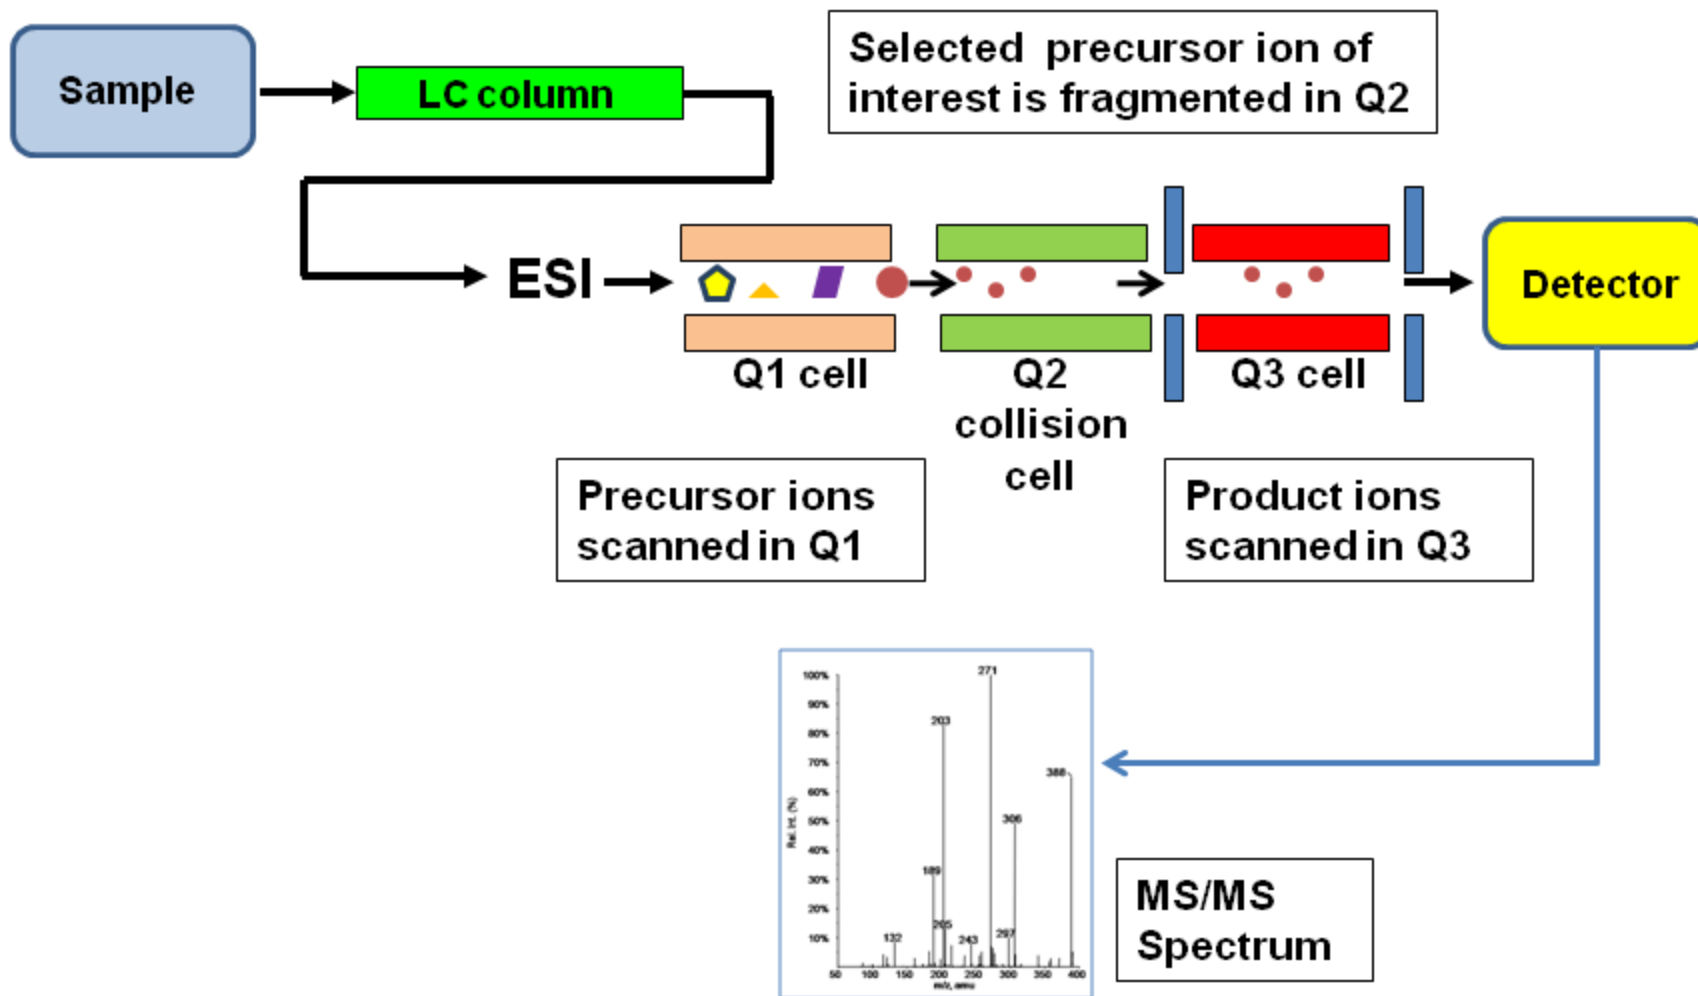 Sample
LC column
Selected precursor ion of
interest is fragmented in Q2
ESI
Detector
Q1 cell
Q2
collision
cell
Q3 cell
Precursor ions
scanned in Q1
Product ions
scanned in Q3
271
100%
90%
203
80%
70%
388
60%
Rel. Int. (%)
50%
306
40%
30%
189
20%
205
10%
132
243
297
50 100 150 200 250 300 350 400
m/z, amu
MS/MS
Spectrum